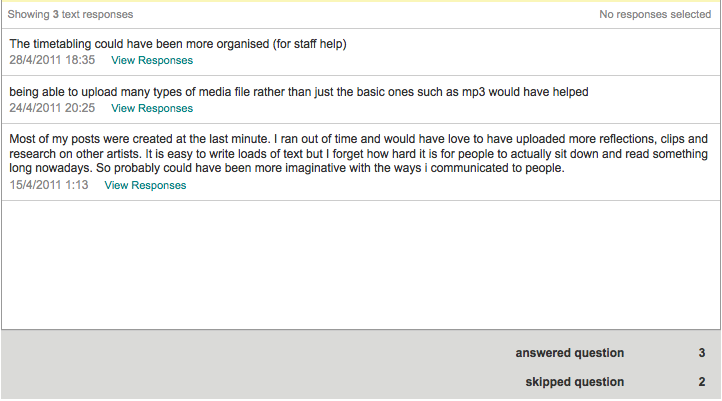 Showing 3 text responses No responses selected
The timetabling could have been more organised (for staff help)
28/4/2011 18:35 View Responses
being able to upload many types of media file rather than just the basic ones such as mp3 would have helped
24/4/2011 20:25 View Responses
Most of my posts were created at the last minute. I ran out of time and would have love to have uploaded more reflections, clips and
research on other artists. It is easy to write loads of text but I forget how hard it is for people to actually sit down and read something
long nowadays. So probably could have been more imaginative with the ways i communicated to people.
15/4/2011 1:13 View Responses
answered question 3
skipped question 2